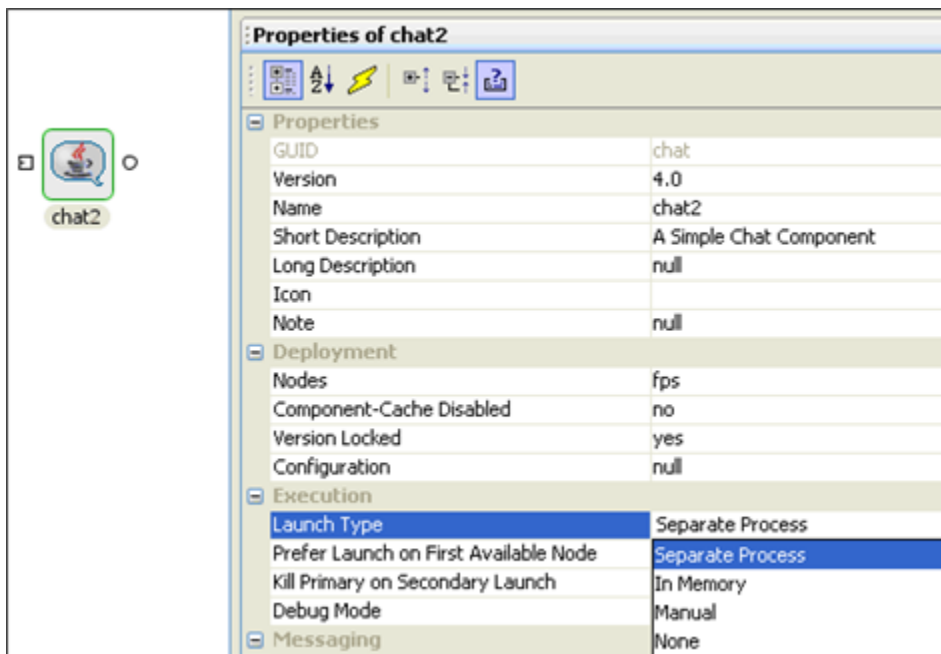 Properties of chat2
Properties
GUID chat
Version 4.0
Name chat2
Short Description A Simple Chat Component
Long Description null
Icon
Note null
Deployment
Nodes fps
Component-Cache Disabled no
Version Locked yes
Configuration null
Execution
Launch Type Separate Process
Prefer Launch on First Available Node Separate Process
Kill Primary on Secondary Launch In Memory
Debug Mode Manual
Messaging None
chat2